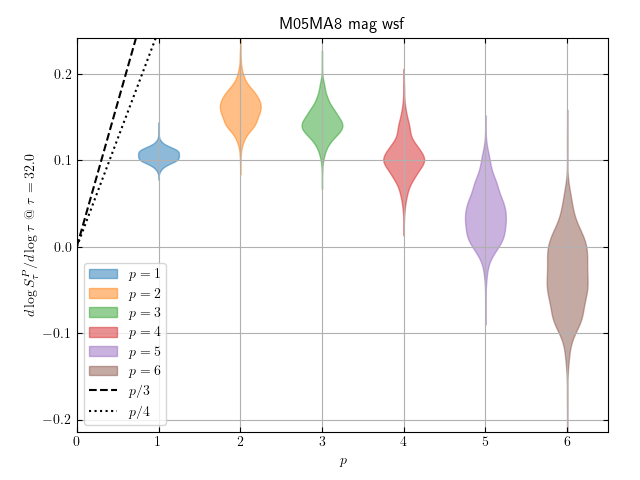 M05MA8 mag wsf
d log S_τ^P / d log τ @ τ = 32.0
0.2
0.1
0.0
−0.1
−0.2
p = 1
p = 2
p = 3
p = 4
p = 5
p = 6
p/3
p/4
0 1 2 3 4 5 6
p